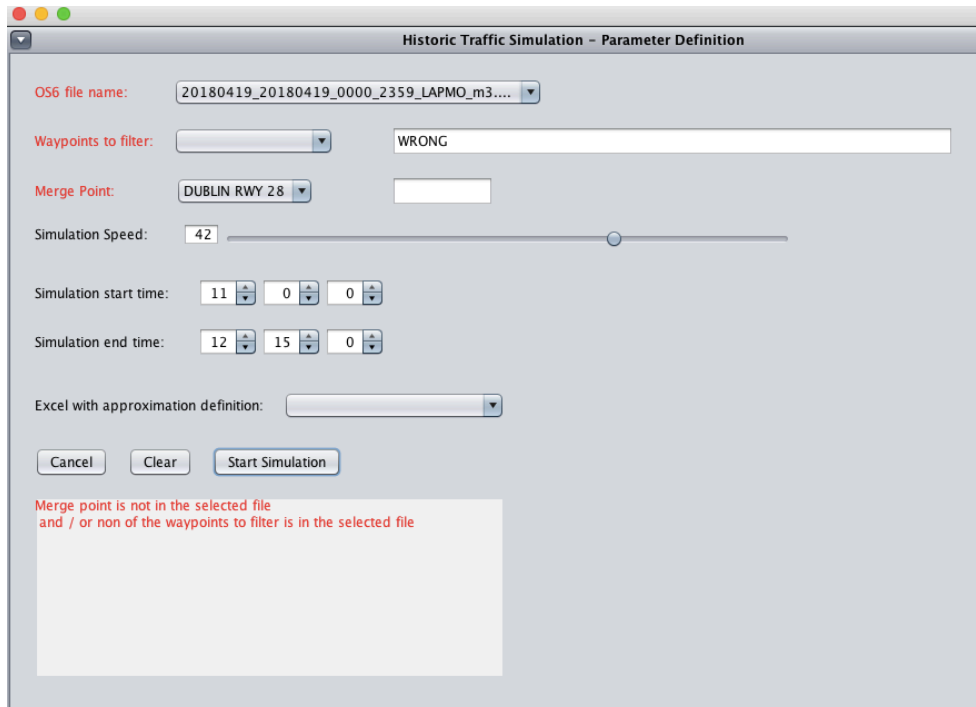 Historic Traffic Simulation – Parameter Definition
OS6 file name: 20180419_20180419_0000_2359_LAPMO_m3....
Waypoints to filter: WRONG
Merge Point: DUBLIN RWY 28
Simulation Speed: 42
Simulation start time: 11 0 0
Simulation end time: 12 15 0
Excel with approximation definition:
Cancel Clear Start Simulation
Merge point is not in the selected file
and / or non of the waypoints to filter is in the selected file